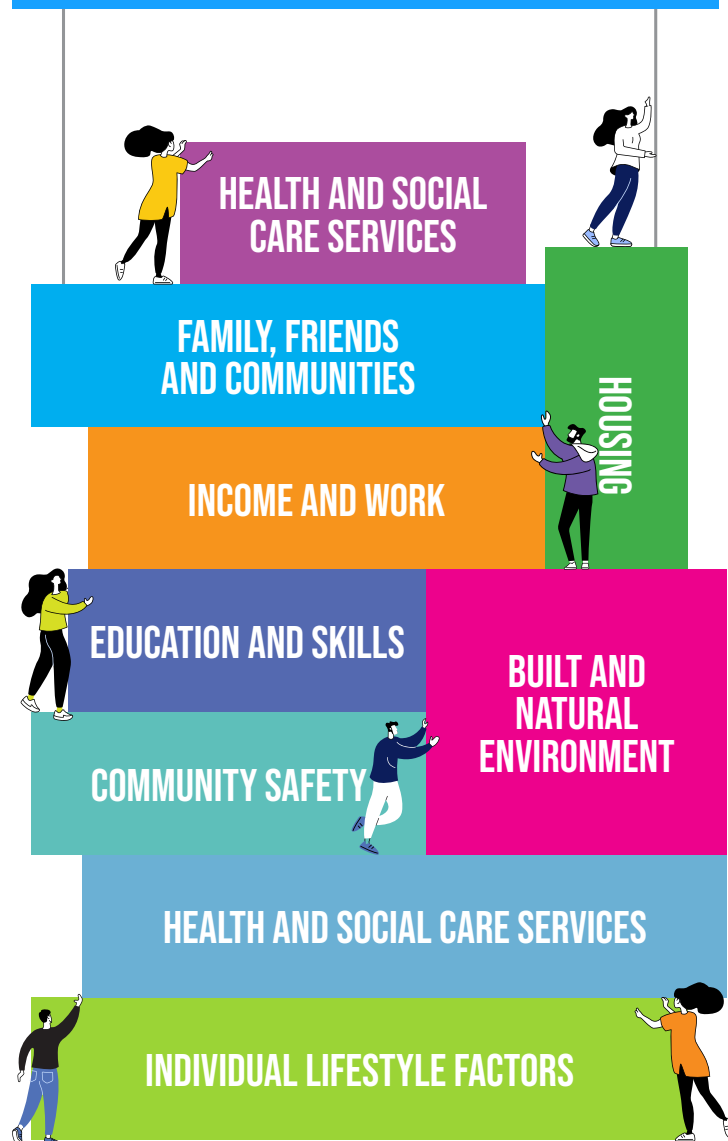 HEALTH AND SOCIAL
CARE SERVICES
FAMILY, FRIENDS
AND COMMUNITIES
HOUSING
INCOME AND WORK
EDUCATION AND SKILLS
BUILT AND
NATURAL
ENVIRONMENT
COMMUNITY SAFETY
HEALTH AND SOCIAL CARE SERVICES
INDIVIDUAL LIFESTYLE FACTORS